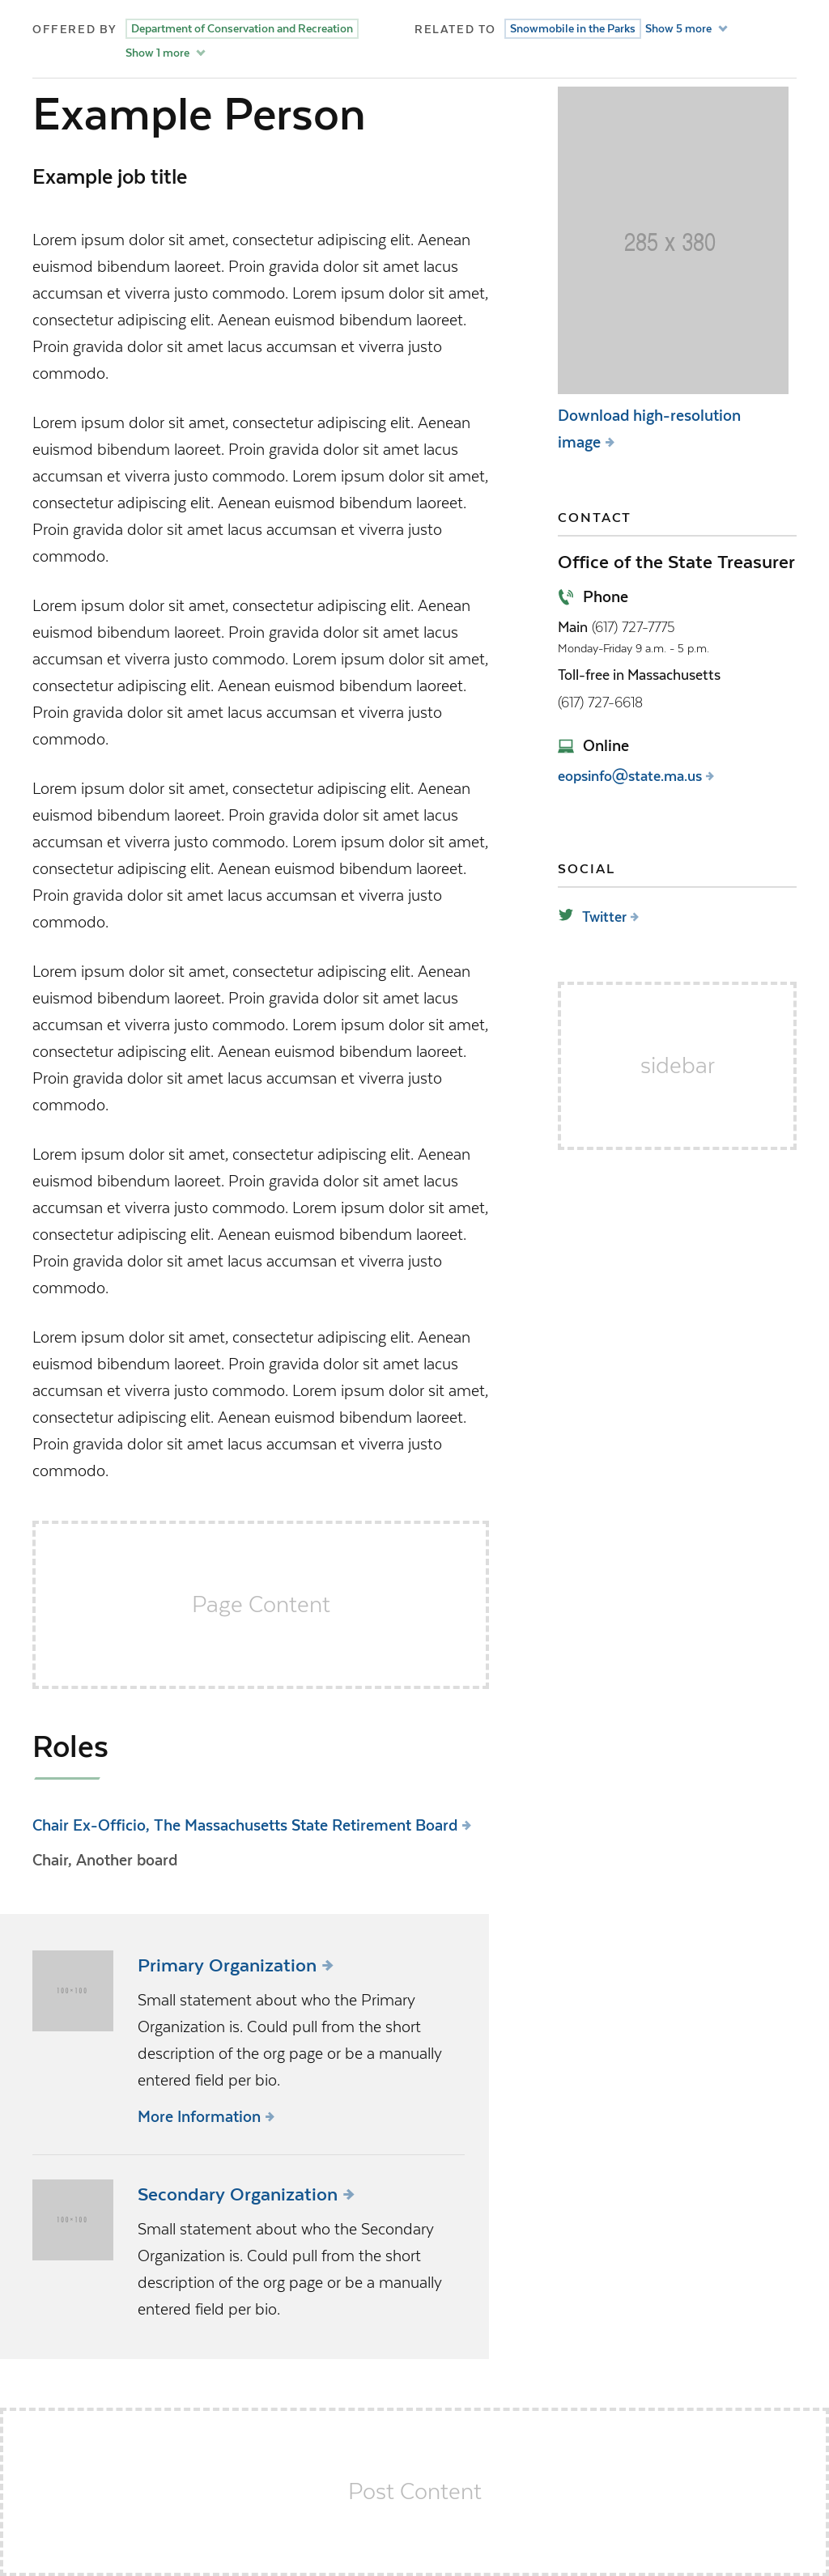 OFFERED BY Department of Conservation and Recreation
Show 1 more
RELATED TO Snowmobile in the Parks Show 5 more
Example Person
Example job title
Lorem ipsum dolor sit amet, consectetur adipiscing elit. Aenean
euismod bibendum laoreet. Proin gravida dolor sit amet lacus
accumsan et viverra justo commodo. Lorem ipsum dolor sit amet,
consectetur adipiscing elit. Aenean euismod bibendum laoreet.
Proin gravida dolor sit amet lacus accumsan et viverra justo
commodo.
Lorem ipsum dolor sit amet, consectetur adipiscing elit. Aenean
euismod bibendum laoreet. Proin gravida dolor sit amet lacus
accumsan et viverra justo commodo. Lorem ipsum dolor sit amet,
consectetur adipiscing elit. Aenean euismod bibendum laoreet.
Proin gravida dolor sit amet lacus accumsan et viverra justo
commodo.
Lorem ipsum dolor sit amet, consectetur adipiscing elit. Aenean
euismod bibendum laoreet. Proin gravida dolor sit amet lacus
accumsan et viverra justo commodo. Lorem ipsum dolor sit amet,
consectetur adipiscing elit. Aenean euismod bibendum laoreet.
Proin gravida dolor sit amet lacus accumsan et viverra justo
commodo.
Lorem ipsum dolor sit amet, consectetur adipiscing elit. Aenean
euismod bibendum laoreet. Proin gravida dolor sit amet lacus
accumsan et viverra justo commodo. Lorem ipsum dolor sit amet,
consectetur adipiscing elit. Aenean euismod bibendum laoreet.
Proin gravida dolor sit amet lacus accumsan et viverra justo
commodo.
Lorem ipsum dolor sit amet, consectetur adipiscing elit. Aenean
euismod bibendum laoreet. Proin gravida dolor sit amet lacus
accumsan et viverra justo commodo. Lorem ipsum dolor sit amet,
consectetur adipiscing elit. Aenean euismod bibendum laoreet.
Proin gravida dolor sit amet lacus accumsan et viverra justo
commodo.
Lorem ipsum dolor sit amet, consectetur adipiscing elit. Aenean
euismod bibendum laoreet. Proin gravida dolor sit amet lacus
accumsan et viverra justo commodo. Lorem ipsum dolor sit amet,
consectetur adipiscing elit. Aenean euismod bibendum laoreet.
Proin gravida dolor sit amet lacus accumsan et viverra justo
commodo.
Lorem ipsum dolor sit amet, consectetur adipiscing elit. Aenean
euismod bibendum laoreet. Proin gravida dolor sit amet lacus
accumsan et viverra justo commodo. Lorem ipsum dolor sit amet,
consectetur adipiscing elit. Aenean euismod bibendum laoreet.
Proin gravida dolor sit amet lacus accumsan et viverra justo
commodo.
285 x 380
Download high-resolution
image
CONTACT
Office of the State Treasurer
Phone
Main (617) 727-7775
Monday-Friday 9 a.m. - 5 p.m.
Toll-free in Massachusetts
(617) 727-6618
Online
eopsinfo@state.ma.us
SOCIAL
Twitter
sidebar
Page Content
Roles
Chair Ex-Officio, The Massachusetts State Retirement Board
Chair, Another board
100×100
Primary Organization
Small statement about who the Primary
Organization is. Could pull from the short
description of the org page or be a manually
entered field per bio.
More Information
100×100
Secondary Organization
Small statement about who the Secondary
Organization is. Could pull from the short
description of the org page or be a manually
entered field per bio.
Post Content